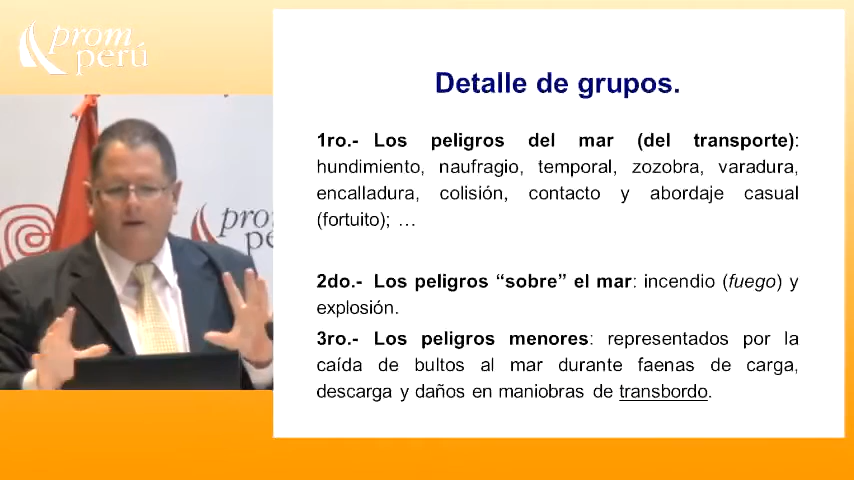 prom
perú
prom
Detalle de grupos.
1ro.- Los peligros del mar (del transporte):
hundimiento, naufragio, temporal, zozobra, varadura,
encalladura, colisión, contacto y abordaje casual
(fortuito); …
2do.- Los peligros “sobre” el mar: incendio (fuego) y
explosión.
3ro.- Los peligros menores: representados por la
caída de bultos al mar durante faenas de carga,
descarga y daños en maniobras de transbordo.